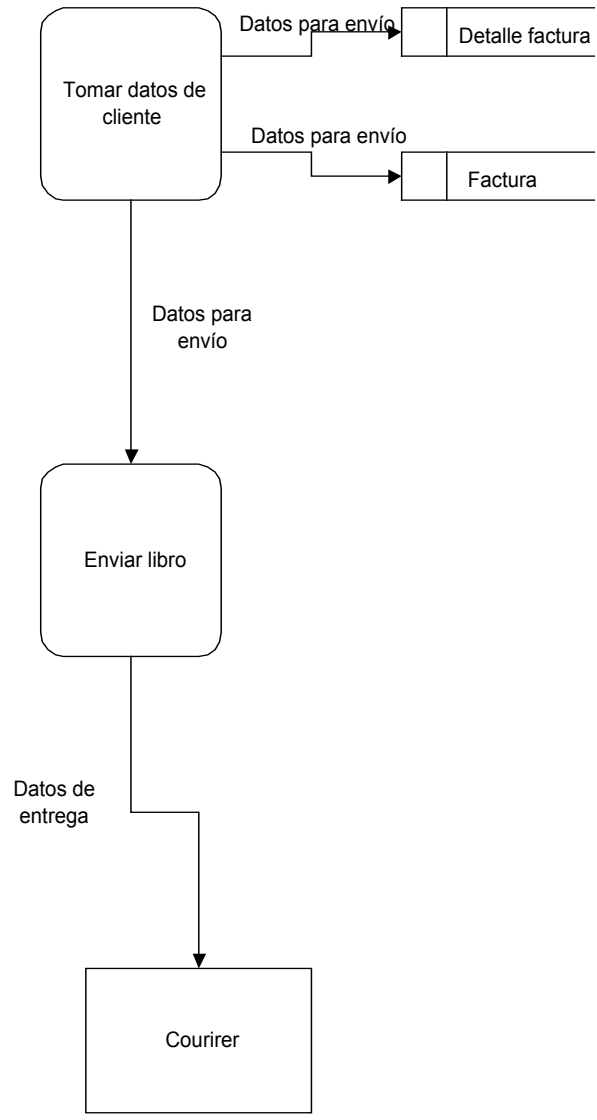 Datos para envío
Detalle factura
Tomar datos de
cliente
Datos para envío
Factura
Datos para
envío
Enviar libro
Datos de
entrega
Courirer